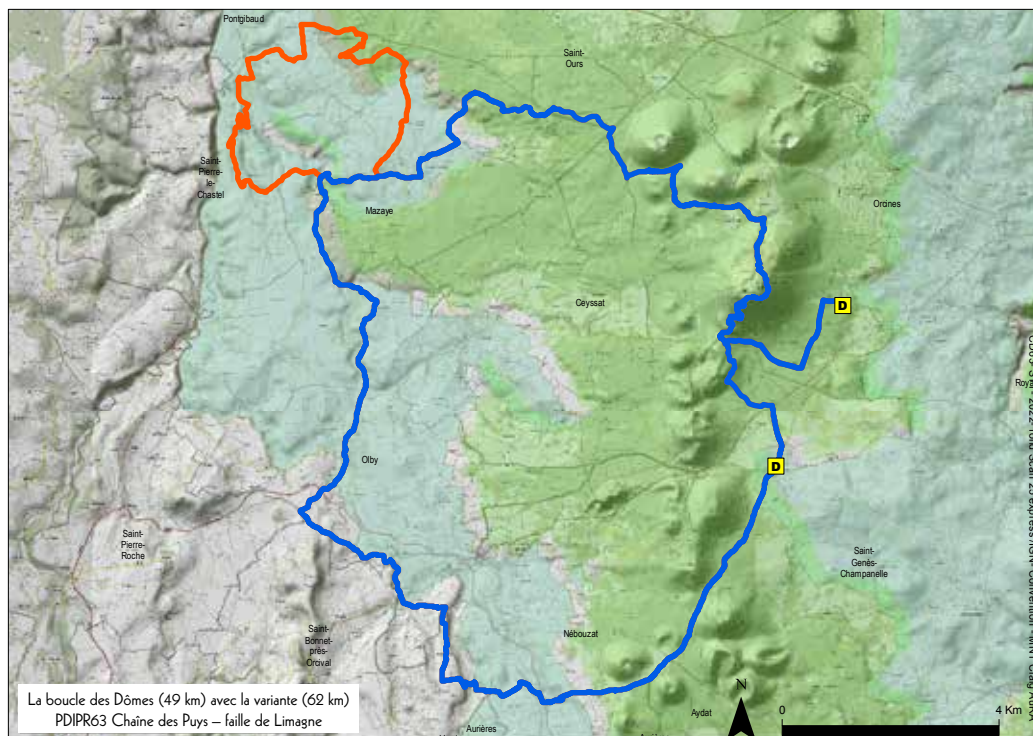 Pontgibaud
Saint-
Ours
Saint-
Pierre-
le-
Chastel
Mazaye
Orcines
Ceyssat
D
Olby
D
Saint-
Pierre-
Roche
Saint-
Genès-
Champanelle
Saint-
Bonnet-
près-
Orcival
Nébouzat
N
Aydat
0
4 Km
Aurières
La boucle des Dômes (49 km) avec la variante (62 km)
PDIPR63 Chaîne des Puys – faille de Limagne